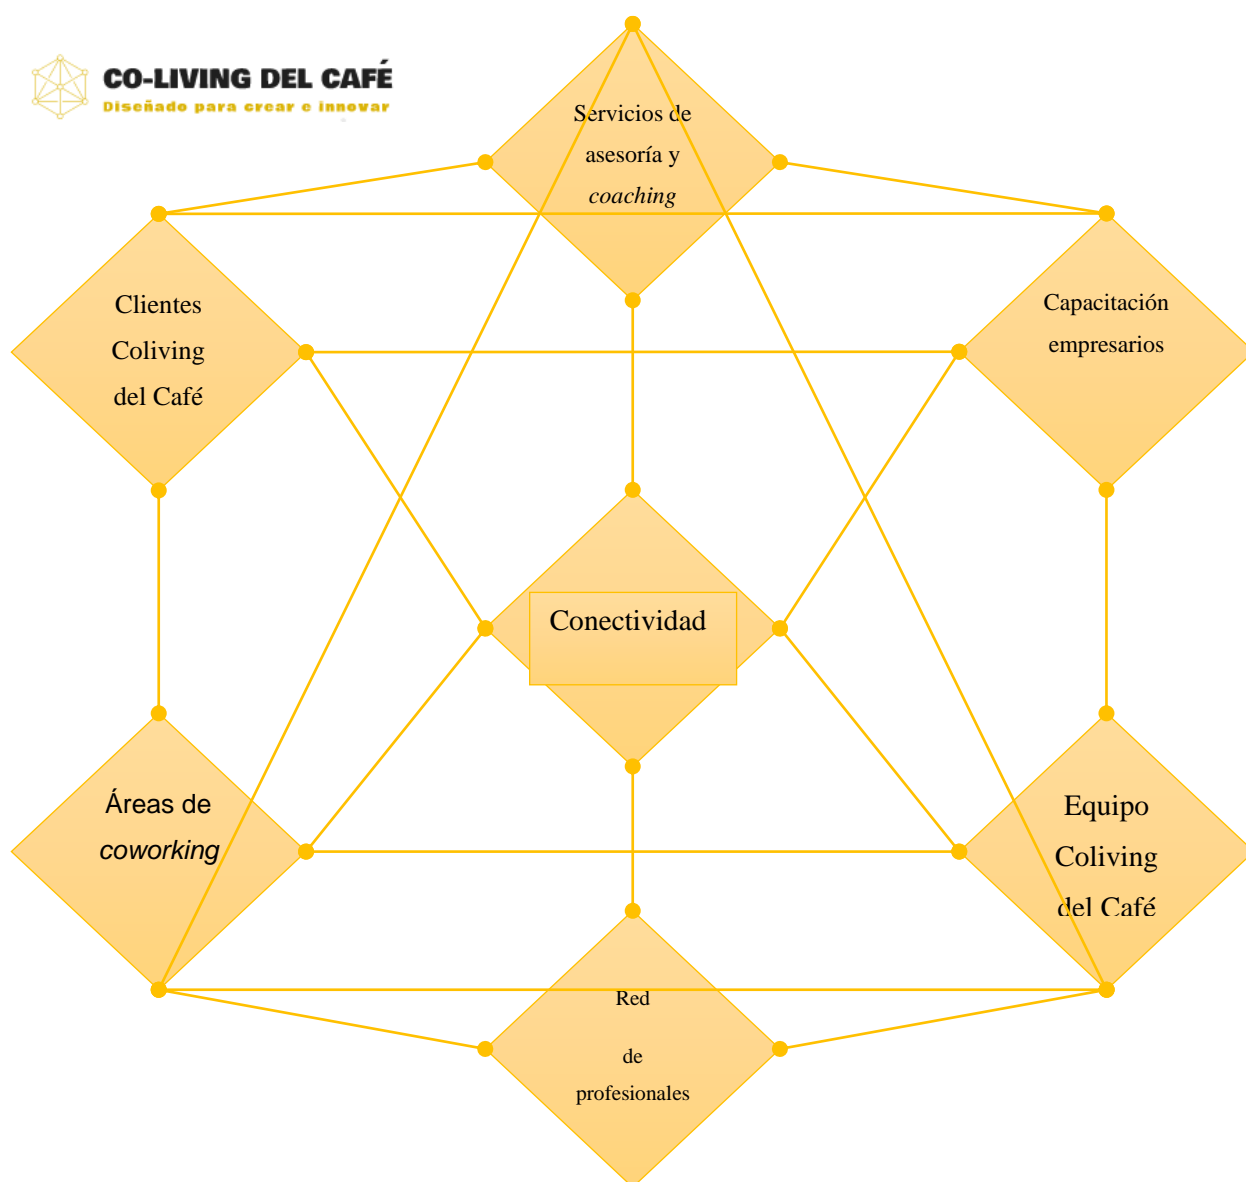 CO-LIVING DEL CAFÉ
Diseñado para crear e innovar
Servicios de
asesoría y
coaching
Clientes
Coliving
del Café
Capacitación
empresarios
Conectividad
Áreas de
coworking
Equipo
Coliving
del Café
Red
de
profesionales